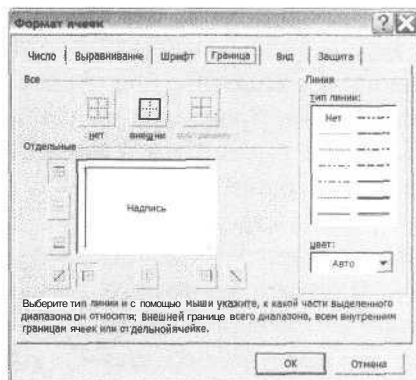 Формат ячеек
Число Выравнивание Шрифт Граница Вид Защита
Все
Линия
тип линии:
нет внешние
Нет
Отдельные
Надпись
цвет:
Авто
Выберите тип линии и с помощью мыши укажите, к какой части выделенного
диапазона он относится: внешней границе всего диапазона, всем внутренним
границам ячеек или отдельной ячейке.
ОК Отмена